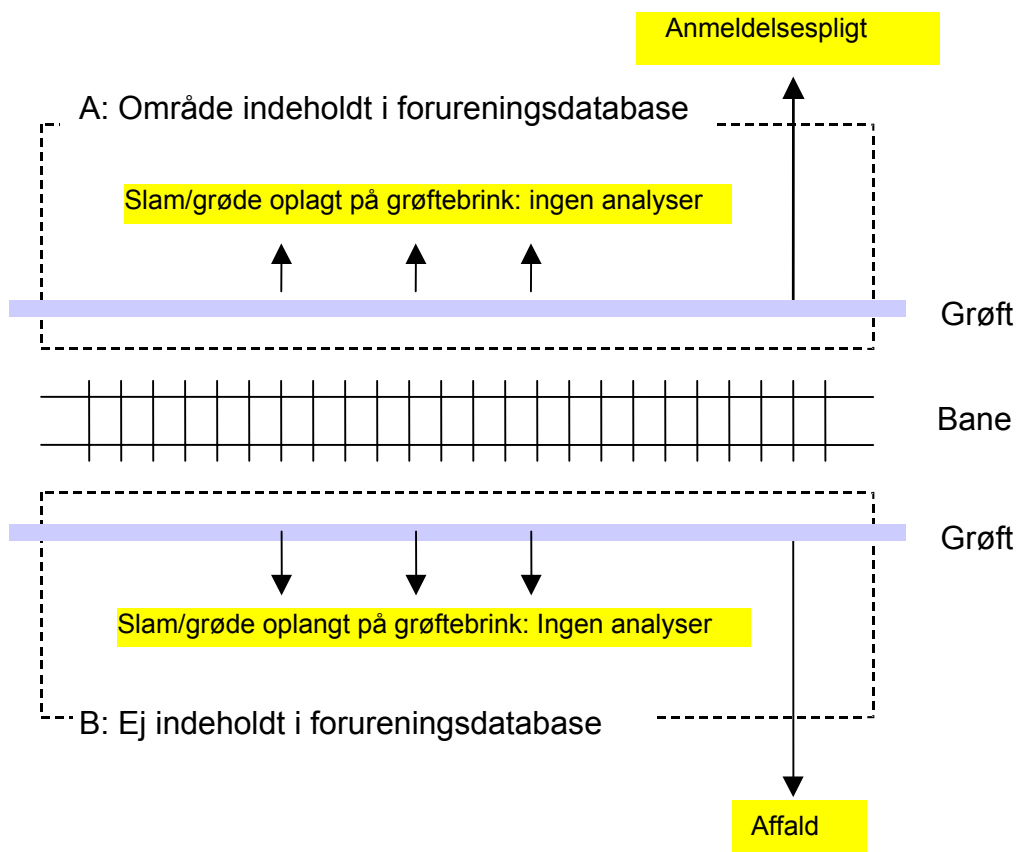 Anmeldelsespligt
A: Område indeholdt i forureningsdatabase
Slam/grøde oplagt på grøftebrink: ingen analyser
Grøft
Bane
Grøft
Slam/grøde oplangt på grøftebrink: Ingen analyser
B: Ej indeholdt i forureningsdatabase
Affald